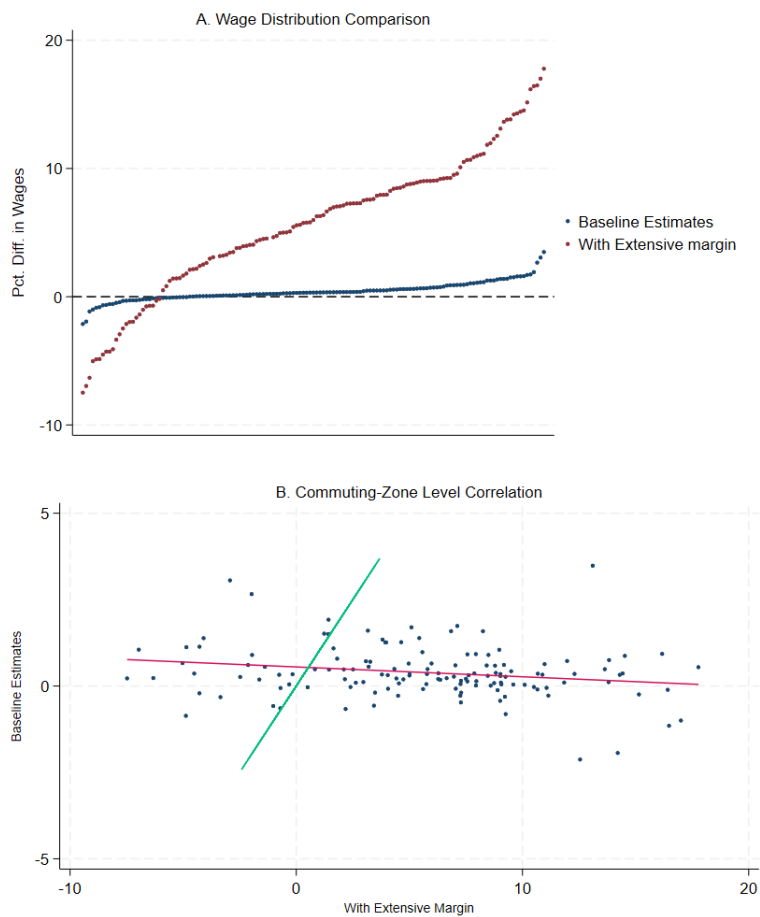 A. Wage Distribution Comparison
20
10
0
-10
Pct. Diff. in Wages
Baseline Estimates
With Extensive margin
B. Commuting-Zone Level Correlation
5
0
-5
Baseline Estimates
-10 0 10 20
With Extensive Margin